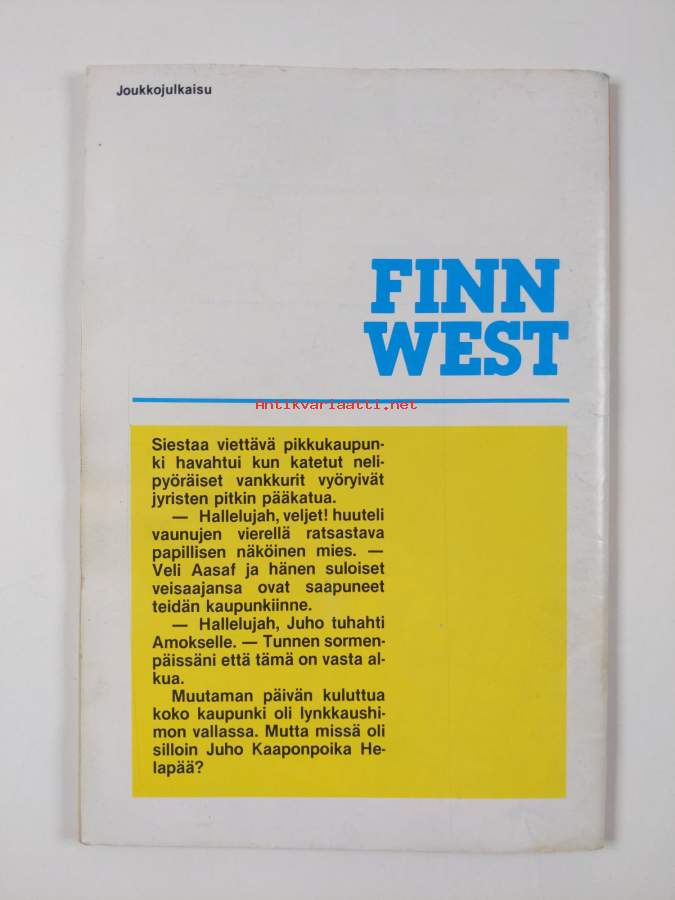 Joukkojulkaisu
FINN
WEST
Antikvariaatti.net
Siestaa viettävä pikkukaupun-
ki havahtui kun katetut neli-
pyöräiset vankkurit vyöryivät
jyristen pitkin pääkatua.
— Hallelujah, veljet! huuteli
vaunujen vierellä ratsastava
papillisen näköinen mies. —
Veli Aasaf ja hänen suloiset
veisaajansa ovat saapuneet
teidän kaupunkiinne.
— Hallelujah, Juho tuhahti
Amokselle. — Tunnen sormen-
päissäni että tämä on vasta al-
kua.
Muutaman päivän kuluttua
koko kaupunki oli lynkkaushi-
mon vallassa. Mutta missä oli
silloin Juho Kaaponpoika He-
lapää?